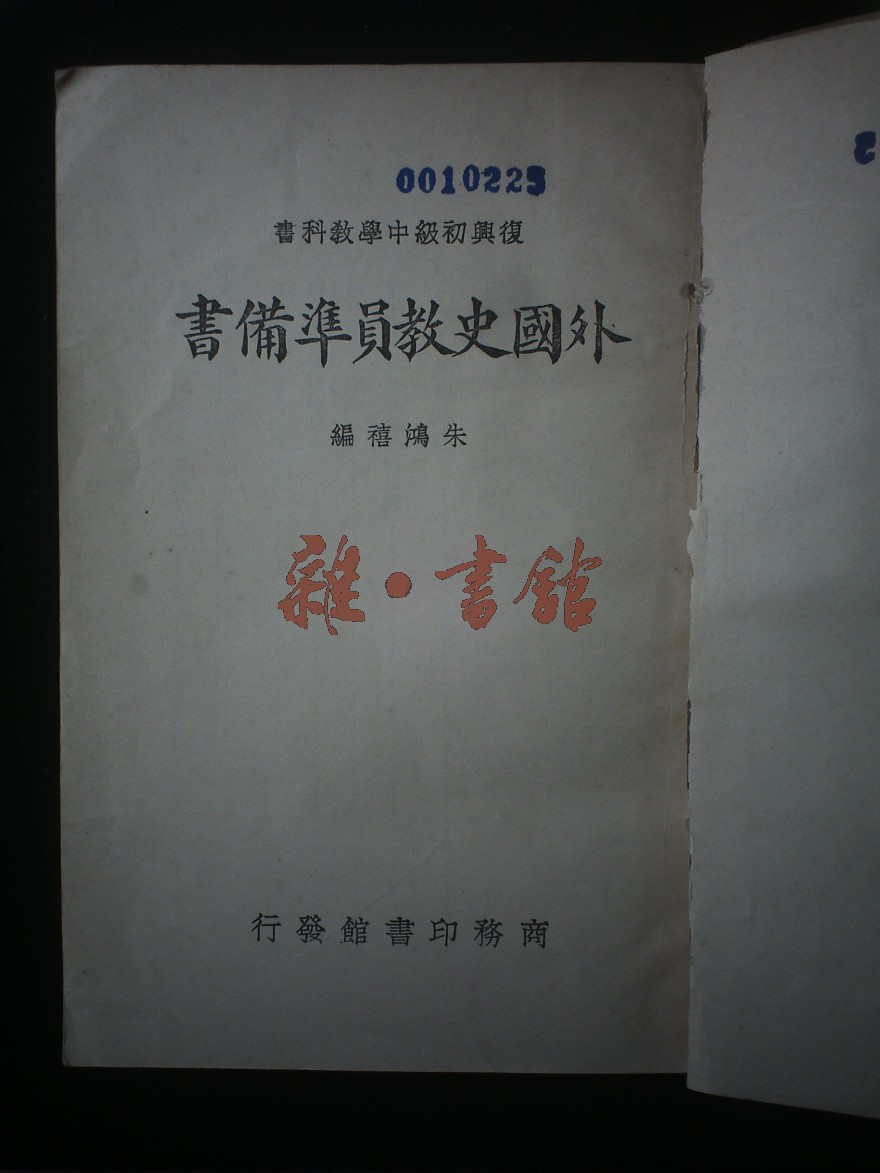 0010223
復興初級中學教科書
外國史教員準備書
朱鴻禧編
雜·書館
商務印書館發行